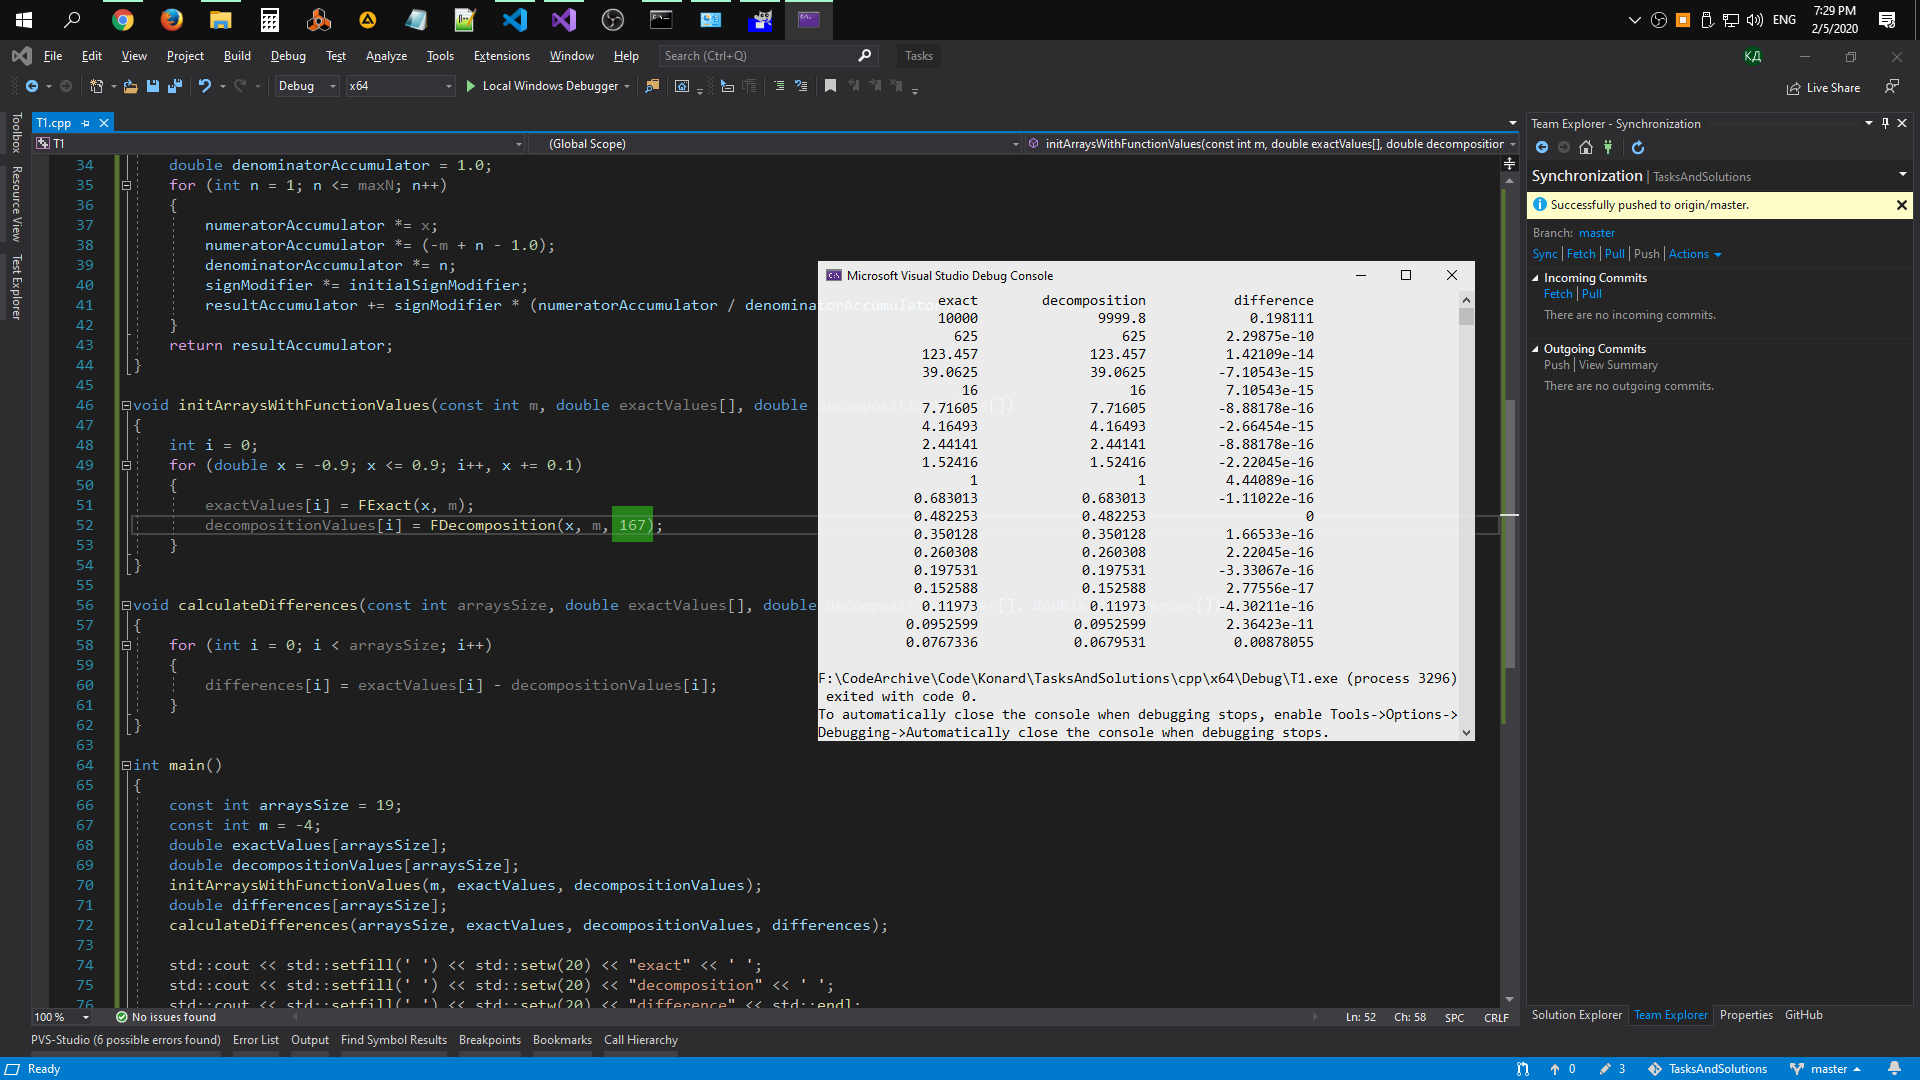 ENG
7:29 PM
2/5/2020
File Edit View Project Build Debug Test Analyze Tools Extensions Window Help Search (Ctrl+Q) Tasks КД
Debug x64 Local Windows Debugger Live Share
Toolbox
Resource View
Test Explorer
T1.cpp
T1 (Global Scope) initArraysWithFunctionValues(const int m, double exactValues[], double decomposition
34 double denominatorAccumulator = 1.0;
35 for (int n = 1; n <= maxN; n++)
36 {
37 numeratorAccumulator *= x;
38 numeratorAccumulator *= (-m + n - 1.0);
39 denominatorAccumulator *= n;
40 signModifier *= initialSignModifier;
41 resultAccumulator += signModifier * (numeratorAccumulator / denominatorAccumulator
42 }
43 return resultAccumulator;
44 }
45
46 void initArraysWithFunctionValues(const int m, double exactValues[], double decompositionValues[])
47 {
48 int i = 0;
49 for (double x = -0.9; x <= 0.9; i++, x += 0.1)
50 {
51 exactValues[i] = FExact(x, m);
52 decompositionValues[i] = FDecomposition(x, m, 167);
53 }
54 }
55
56 void calculateDifferences(const int arraysSize, double exactValues[], double decompositionValues[], double differences[])
57 {
58 for (int i = 0; i < arraysSize; i++)
59 {
60 differences[i] = exactValues[i] - decompositionValues[i];
61 }
62 }
63
64 int main()
65 {
66 const int arraysSize = 19;
67 const int m = -4;
68 double exactValues[arraysSize];
69 double decompositionValues[arraysSize];
70 initArraysWithFunctionValues(m, exactValues, decompositionValues);
71 double differences[arraysSize];
72 calculateDifferences(arraysSize, exactValues, decompositionValues, differences);
73
74 std::cout << std::setfill(' ') << std::setw(20) << "exact" << ' ';
75 std::cout << std::setfill(' ') << std::setw(20) << "decomposition" << ' ';
76 std::cout << std::setfill(' ') << std::setw(20) << "difference" << std::endl;
Microsoft Visual Studio Debug Console
exact decomposition difference
10000 9999.8 0.198111
625 625 2.29875e-10
123.457 123.457 1.42109e-14
39.0625 39.0625 -7.10543e-15
16 16 7.10543e-15
7.71605 7.71605 -8.88178e-16
4.16493 4.16493 -2.66454e-15
2.44141 2.44141 -8.88178e-16
1.52416 1.52416 -2.22045e-16
1 1 4.44089e-16
0.683013 0.683013 -1.11022e-16
0.482253 0.482253 0
0.350128 0.350128 1.66533e-16
0.260308 0.260308 2.22045e-16
0.197531 0.197531 -3.33067e-16
0.152588 0.152588 2.77556e-17
0.11973 0.11973 -4.30211e-16
0.0952599 0.0952599 2.36423e-11
0.0767336 0.0679531 0.00878055
F:\CodeArchive\Code\Konard\TasksAndSolutions\cpp\x64\Debug\T1.exe (process 3296)
exited with code 0.
To automatically close the console when debugging stops, enable Tools->Options->
Debugging->Automatically close the console when debugging stops.
Team Explorer - Synchronization
Synchronization | TasksAndSolutions
Successfully pushed to origin/master.
Branch: master
Sync | Fetch | Pull | Push | Actions
Incoming Commits
Fetch | Pull
There are no incoming commits.
Outgoing Commits
Push | View Summary
There are no outgoing commits.
Solution Explorer Team Explorer Properties GitHub
100 % No issues found Ln: 52 Ch: 58 SPC CRLF
PVS-Studio (6 possible errors found) Error List Output Find Symbol Results Breakpoints Bookmarks Call Hierarchy
Ready 0 3 TasksAndSolutions master